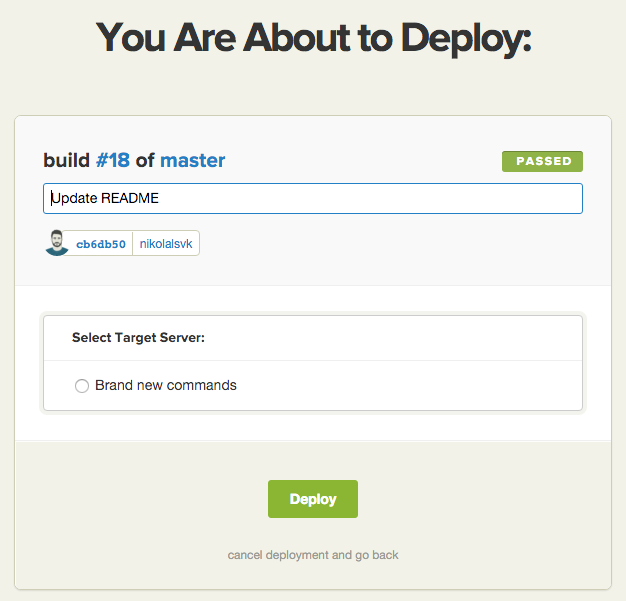 You Are About to Deploy:
build #18 of master
PASSED
Update README
cb6db50 nikolalsvk
Select Target Server:
Brand new commands
Deploy
cancel deployment and go back